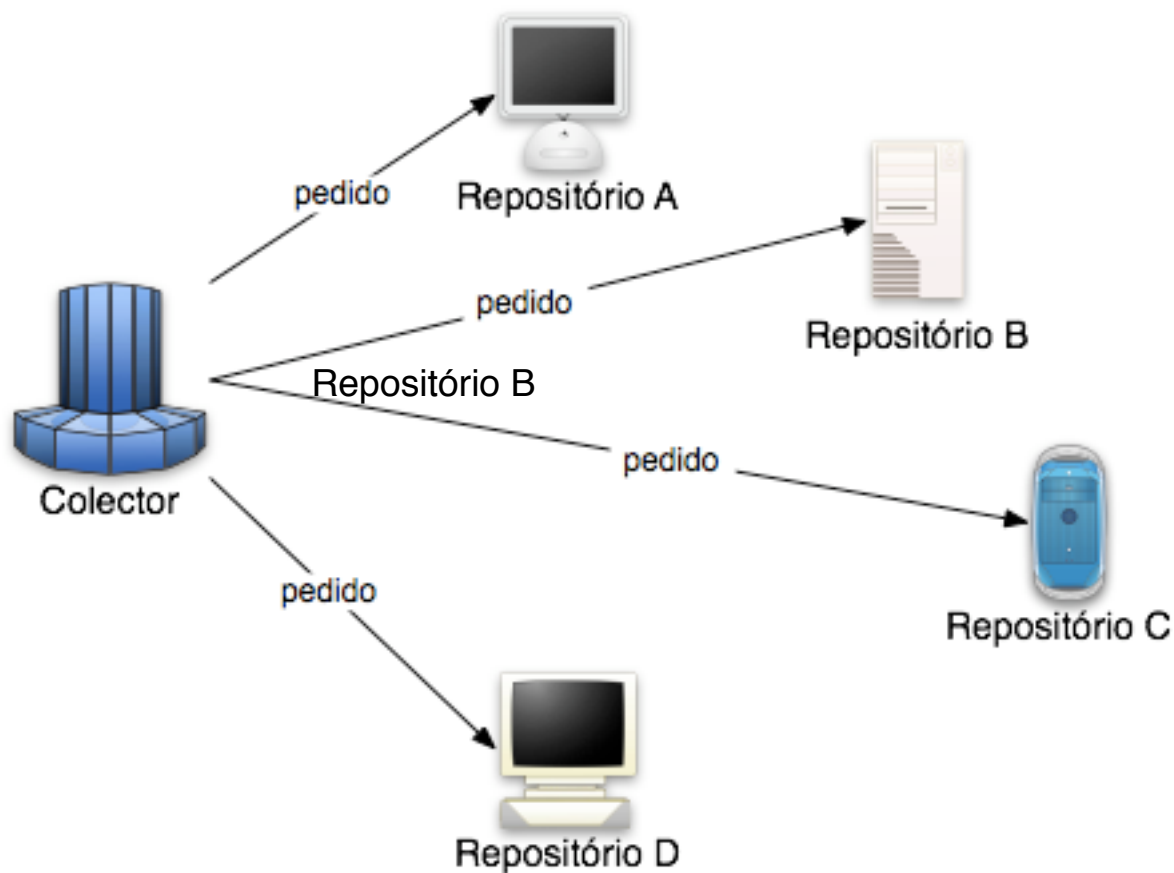 Repositório A
pedido
pedido
Repositório B
Repositório B
pedido
Colector
pedido
Repositório C
Repositório D